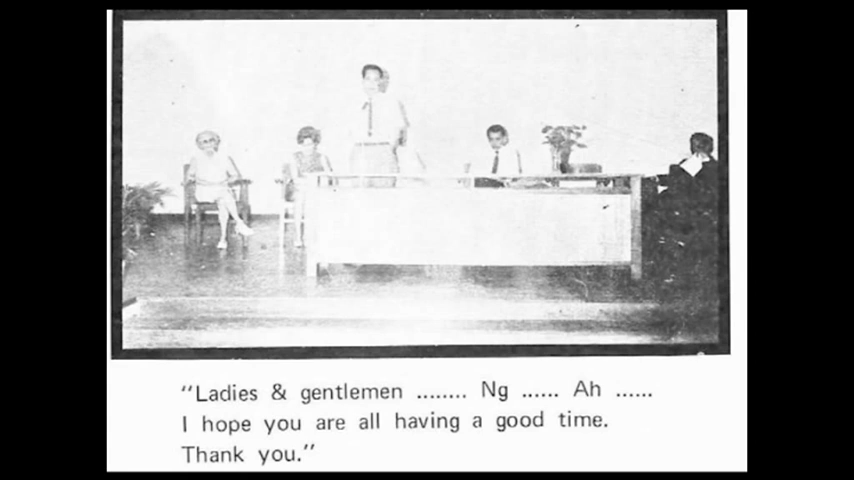 "Ladies & gentlemen ........ Ng ...... Ah ......
I hope you are all having a good time.
Thank you."